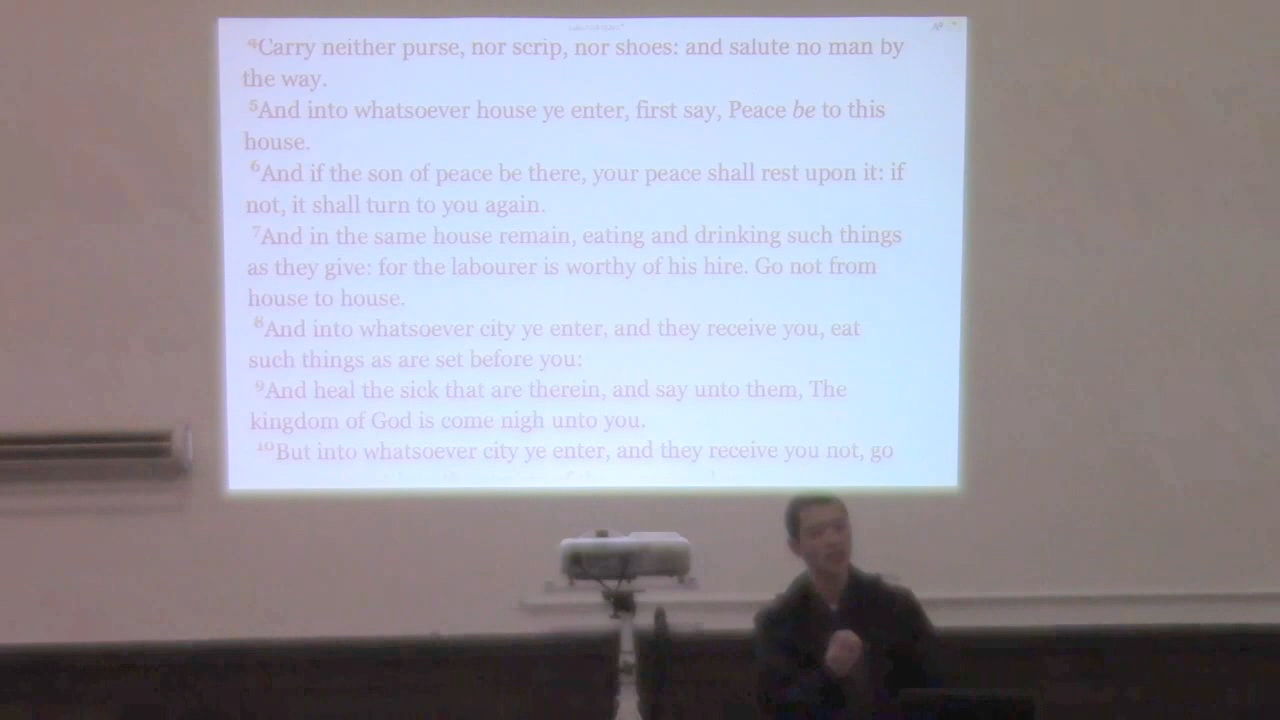 ⁴Carry neither purse, nor scrip, nor shoes: and salute no man by
the way.
⁵And into whatsoever house ye enter, first say, Peace be to this
house.
⁶And if the son of peace be there, your peace shall rest upon it: if
not, it shall turn to you again.
⁷And in the same house remain, eating and drinking such things
as they give: for the labourer is worthy of his hire. Go not from
house to house.
⁸And into whatsoever city ye enter, and they receive you, eat
such things as are set before you:
⁹And heal the sick that are therein, and say unto them, The
kingdom of God is come nigh unto you.
¹⁰But into whatsoever city ye enter, and they receive you not, go